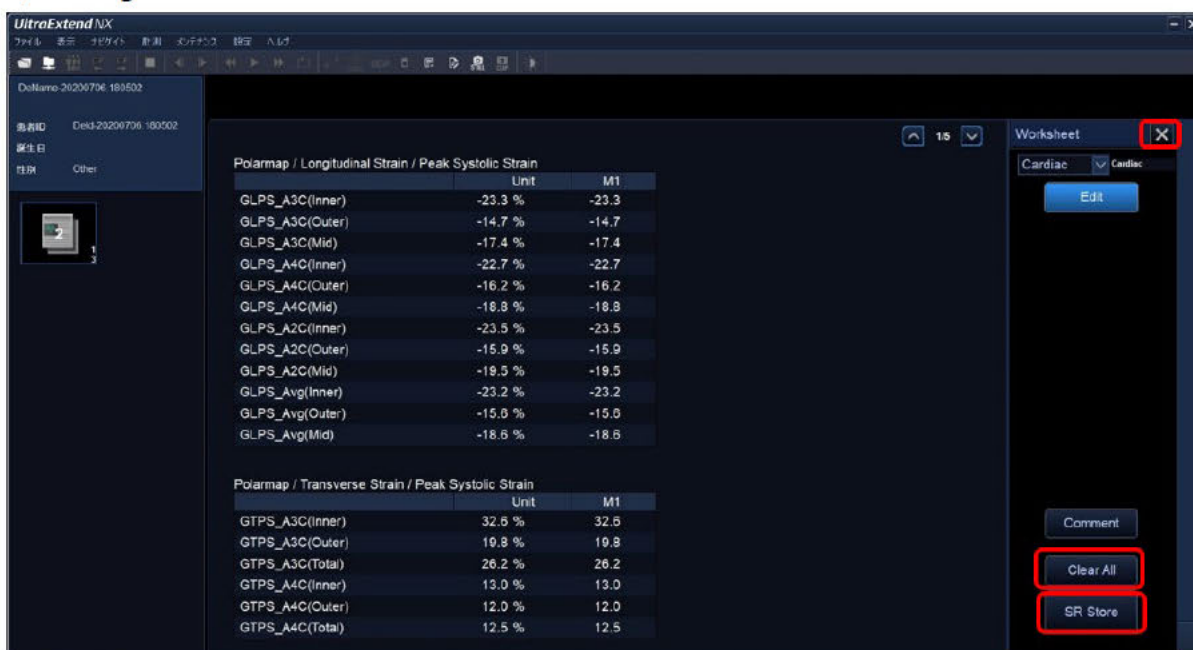 UltraExtend NX
ファイル 表示 ナビゲイト 計測 メンテナンス 設定 ヘルプ
DeName-20200706.180502
患者ID DeId-20200706.180502
誕生日
性別 Other
2
1
3
1/5
Polarmap / Longitudinal Strain / Peak Systolic Strain
Unit M1
GLPS_A3C(Inner) -23.3 % -23.3
GLPS_A3C(Outer) -14.7 % -14.7
GLPS_A3C(Mid) -17.4 % -17.4
GLPS_A4C(Inner) -22.7 % -22.7
GLPS_A4C(Outer) -16.2 % -16.2
GLPS_A4C(Mid) -18.8 % -18.8
GLPS_A2C(Inner) -23.5 % -23.5
GLPS_A2C(Outer) -15.9 % -15.9
GLPS_A2C(Mid) -19.5 % -19.5
GLPS_Avg(Inner) -23.2 % -23.2
GLPS_Avg(Outer) -15.6 % -15.6
GLPS_Avg(Mid) -18.6 % -18.6
Polarmap / Transverse Strain / Peak Systolic Strain
Unit M1
GTPS_A3C(Inner) 32.6 % 32.6
GTPS_A3C(Outer) 19.8 % 19.8
GTPS_A3C(Total) 26.2 % 26.2
GTPS_A4C(Inner) 13.0 % 13.0
GTPS_A4C(Outer) 12.0 % 12.0
GTPS_A4C(Total) 12.5 % 12.5
Worksheet
Cardiac Cardiac
Edit
Comment
Clear All
SR Store